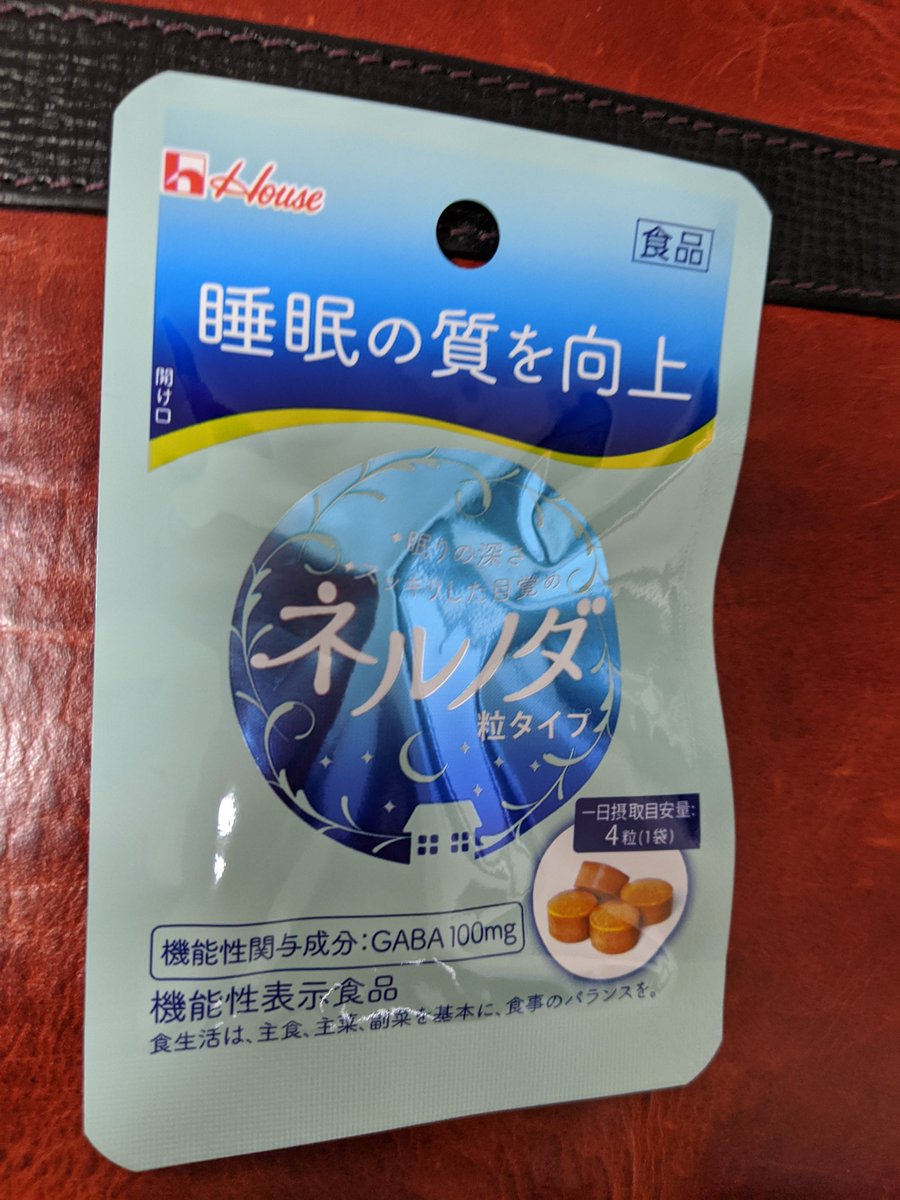 House
食品
睡眠の質を向上
開け口
眠りの深さ
スッキリした目覚めの
ネルノダ
粒タイプ
一日摂取目安量:
4粒(1袋)
機能性関与成分:GABA 100mg
機能性表示食品
食生活は、主食、主菜、副菜を基本に、食事のバランスを。